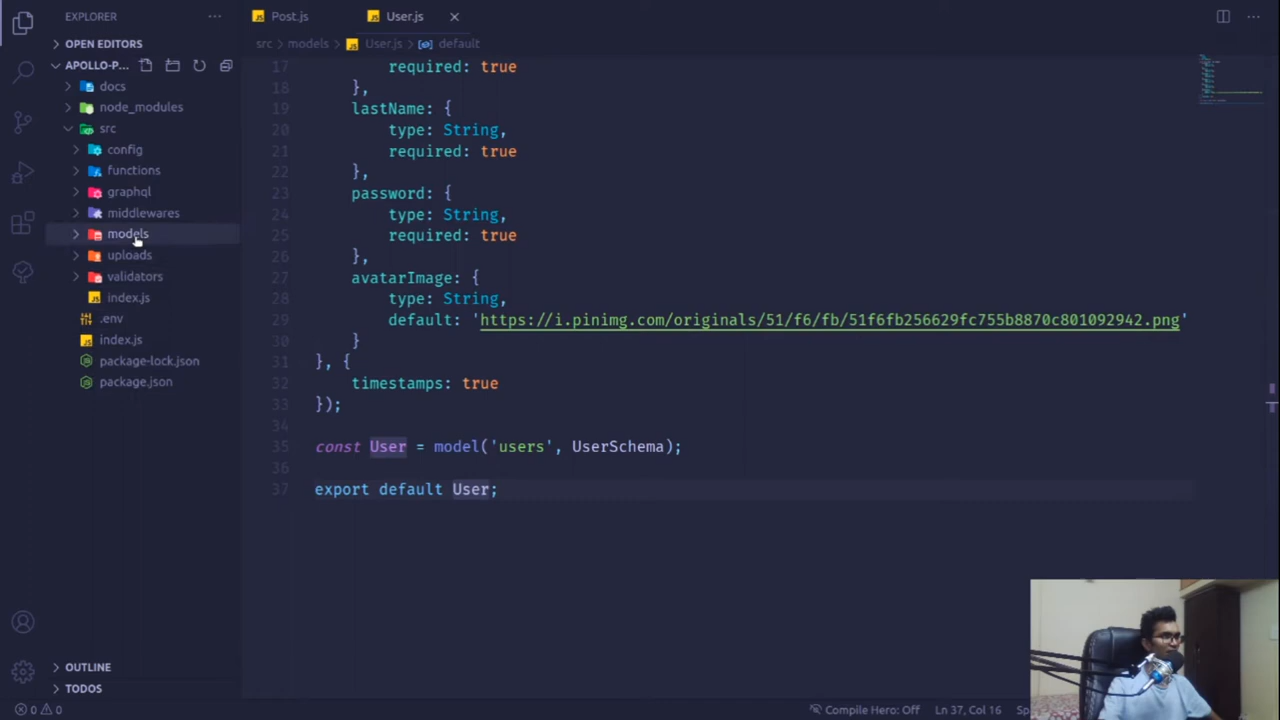 EXPLORER
OPEN EDITORS
APOLLO-P...
docs
node_modules
src
config
functions
graphql
middlewares
models
uploads
validators
index.js
.env
index.js
package-lock.json
package.json
OUTLINE
TODOS
0 0
JS Post.js
JS User.js
src > models > JS User.js > default
17 required: true
18 },
19 lastName: {
20 type: String,
21 required: true
22 },
23 password: {
24 type: String,
25 required: true
26 },
27 avatarImage: {
28 type: String,
29 default: 'https://i.pinimg.com/originals/51/f6/fb/51f6fb256629fc755b8870c801092942.png'
30 }
31 }, {
32 timestamps: true
33 });
34
35 const User = model('users', UserSchema);
36
37 export default User;
Compile Hero: Off Ln 37, Col 16